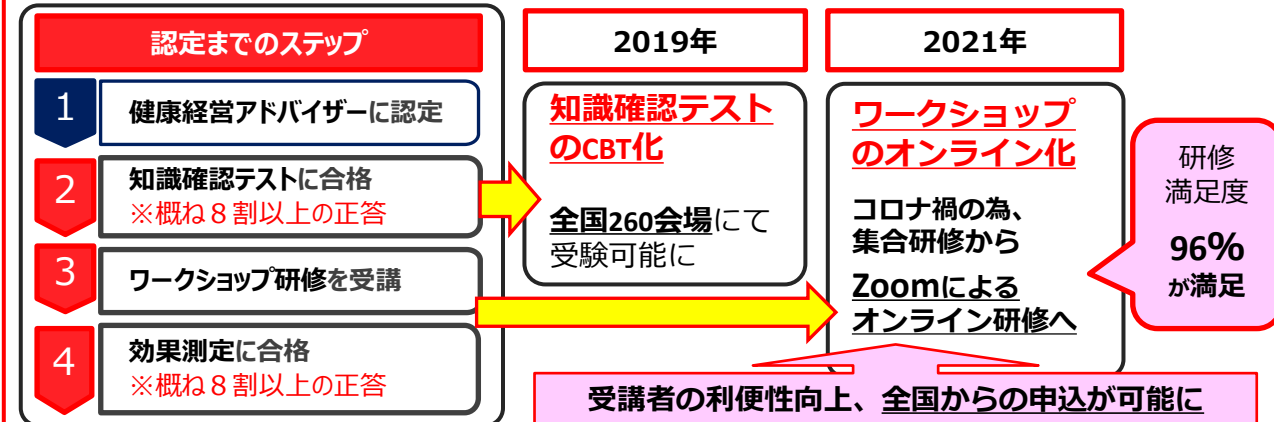 認定までのステップ
1
健康経営アドバイザーに認定
2
知識確認テストに合格
※概ね８割以上の正答
3
ワークショップ研修を受講
4
効果測定に合格
※概ね８割以上の正答
2019年
知識確認テスト
のCBT化
全国260会場にて
受験可能に
2021年
ワークショップ
のオンライン化
コロナ禍の為、
集合研修から
Zoomによる
オンライン研修へ
研修
満足度
96%
が満足
受講者の利便性向上、全国からの申込が可能に